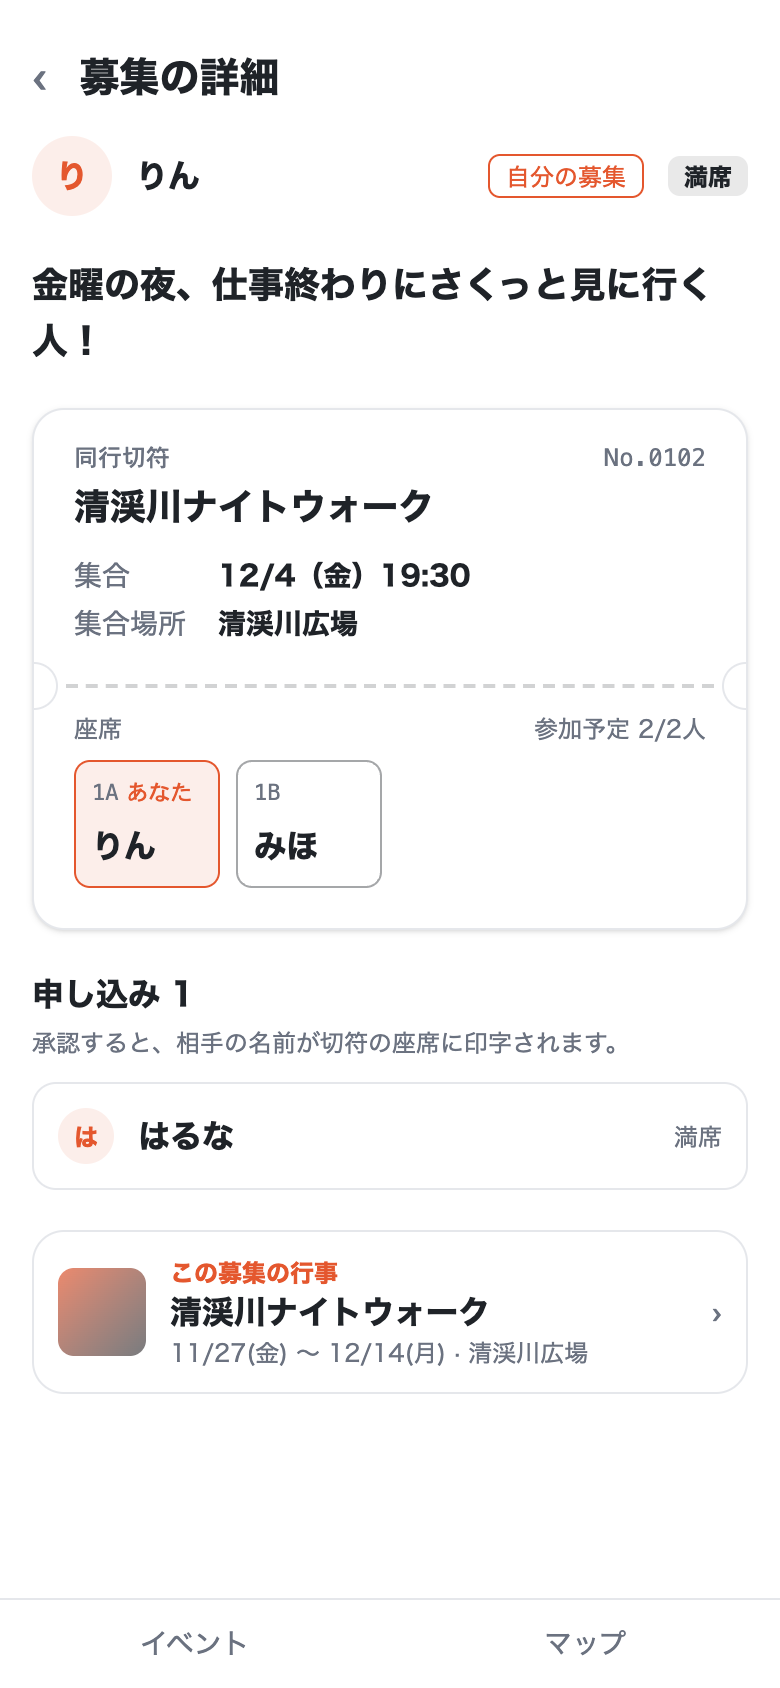 ‹ 募集の詳細
り りん 自分の募集 満席
金曜の夜、仕事終わりにさくっと見に行く
人！
同行切符 No.0102
清渓川ナイトウォーク
集合 12/4（金）19:30
集合場所 清渓川広場
座席 参加予定 2/2人
1A あなた 1B
りん みほ
申し込み 1
承認すると、相手の名前が切符の座席に印字されます。
は はるな 満席
この募集の行事
清渓川ナイトウォーク ›
11/27(金) 〜 12/14(月) · 清渓川広場
イベント マップ